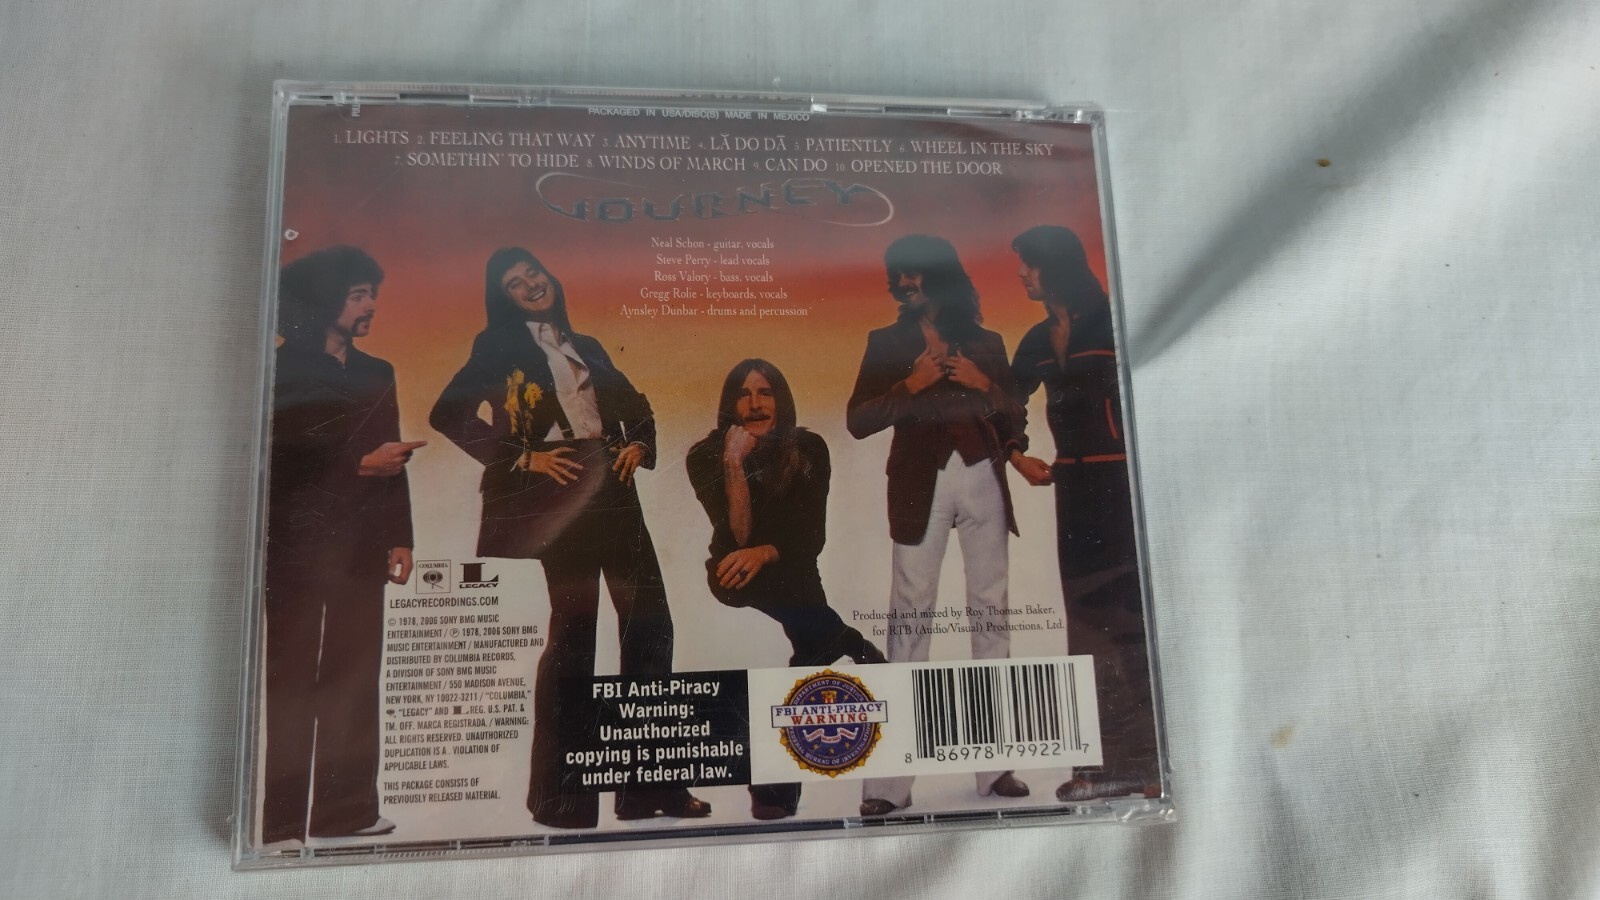 PACKAGED IN USA/DISC(S) MADE IN MEXICO
1. LIGHTS 2. FEELING THAT WAY 3. ANYTIME 4. LĂ DO DĀ 5. PATIENTLY 6. WHEEL IN THE SKY
7. SOMETHIN' TO HIDE 8. WINDS OF MARCH 9. CAN DO 10. OPENED THE DOOR
JOURNEY
Neal Schon - guitar, vocals
Steve Perry - lead vocals
Ross Valory - bass, vocals
Gregg Rolie - keyboards, vocals
Aynsley Dunbar - drums and percussion
COLUMBIA
L
LEGACY
LEGACYRECORDINGS.COM
© 1978, 2006 SONY BMG MUSIC
ENTERTAINMENT / ℗ 1978, 2006 SONY BMG
MUSIC ENTERTAINMENT / MANUFACTURED AND
DISTRIBUTED BY COLUMBIA RECORDS,
A DIVISION OF SONY BMG MUSIC
ENTERTAINMENT / 550 MADISON AVENUE,
NEW YORK, NY 10022-3211 / "COLUMBIA,"
, "LEGACY" AND L REG. U.S. PAT. &
TM. OFF. MARCA REGISTRADA. / WARNING:
ALL RIGHTS RESERVED. UNAUTHORIZED
DUPLICATION IS A VIOLATION OF
APPLICABLE LAWS.
THIS PACKAGE CONSISTS OF
PREVIOUSLY RELEASED MATERIAL.
Produced and mixed by Roy Thomas Baker,
for RTB (Audio/Visual) Productions, Ltd.
FBI Anti-Piracy
Warning:
Unauthorized
copying is punishable
under federal law.
DEPARTMENT OF JUSTICE
FBI ANTI-PIRACY
WARNING
FEDERAL BUREAU OF INVESTIGATION
8 86978 79922 7